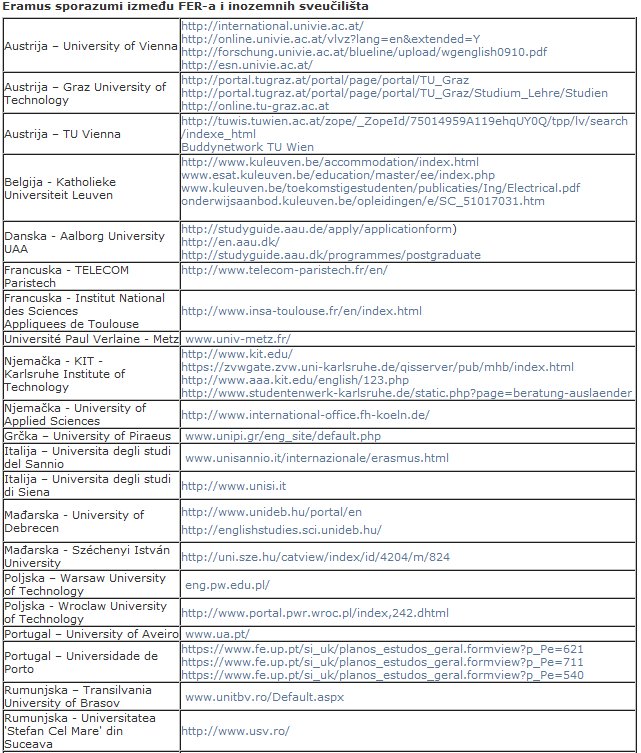 Eramus sporazumi između FER-a i inozemnih sveučilišta
Austrija – University of Vienna
http://international.univie.ac.at/
http://online.univie.ac.at/vlvz?lang=en&extended=Y
http://forschung.univie.ac.at/blueline/upload/wgenglish0910.pdf
http://esn.univie.ac.at/
Austrija – Graz University of
Technology
http://portal.tugraz.at/portal/page/portal/TU_Graz
http://portal.tugraz.at/portal/page/portal/TU_Graz/Studium_Lehre/Studien
http://online.tu-graz.ac.at
Austrija – TU Vienna
http://tuwis.tuwien.ac.at/zope/_ZopeId/75014959A119ehqUY0Q/tpp/lv/search
/indexe_html
Buddynetwork TU Wien
Belgija - Katholieke
Universiteit Leuven
http://www.kuleuven.be/accommodation/index.html
www.esat.kuleuven.be/education/master/ee/index.php
www.kuleuven.be/toekomstigestudenten/publicaties/Ing/Electrical.pdf
onderwijsaanbod.kuleuven.be/opleidingen/e/SC_51017031.htm
Danska - Aalborg University
UAA
http://studyguide.aau.de/apply/applicationform)
http://en.aau.dk/
http://studyguide.aau.dk/programmes/postgraduate
Francuska - TELECOM
Paristech
http://www.telecom-paristech.fr/en/
Francuska - Institut National
des Sciences
Appliquees de Toulouse
http://www.insa-toulouse.fr/en/index.html
Université Paul Verlaine - Metz
www.univ-metz.fr/
Njemačka - KIT -
Karlsruhe Institute of
Technology
http://www.kit.edu/
https://zvwgate.zvw.uni-karlsruhe.de/qisserver/pub/mhb/index.html
http://www.aaa.kit.edu/english/123.php
http://www.studentenwerk-karlsruhe.de/static.php?page=beratung-auslaender
Njemačka - University of
Applied Sciences
http://www.international-office.fh-koeln.de/
Grčka – University of Piraeus
www.unipi.gr/eng_site/default.php
Italija – Universita degli studi
del Sannio
www.unisannio.it/internazionale/erasmus.html
Italija – Universita degli studi
di Siena
http://www.unisi.it
Mađarska - University of
Debrecen
http://www.unideb.hu/portal/en
http://englishstudies.sci.unideb.hu/
Mađarska - Széchenyi István
University
http://uni.sze.hu/catview/index/id/4204/m/824
Poljska – Warsaw University
of Technology
eng.pw.edu.pl/
Poljska - Wroclaw University
of Technology
http://www.portal.pwr.wroc.pl/index,242.dhtml
Portugal – University of Aveiro
www.ua.pt/
Portugal – Universidade de
Porto
https://www.fe.up.pt/si_uk/planos_estudos_geral.formview?p_Pe=621
https://www.fe.up.pt/si_uk/planos_estudos_geral.formview?p_Pe=711
https://www.fe.up.pt/si_uk/planos_estudos_geral.formview?p_Pe=540
Rumunjska – Transilvania
University of Brasov
www.unitbv.ro/Default.aspx
Rumunjska - Universitatea
'Stefan Cel Mare' din
Suceava
http://www.usv.ro/